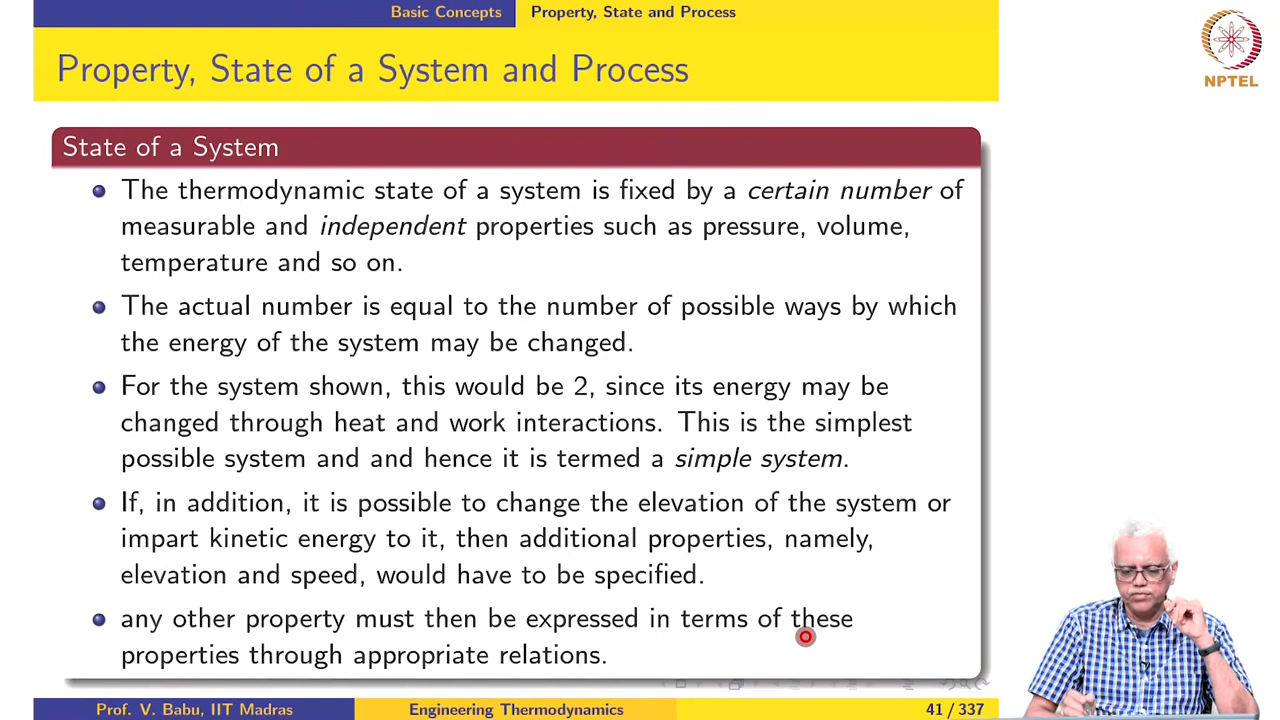 Basic Concepts Property, State and Process
NPTEL
Property, State of a System and Process
State of a System
The thermodynamic state of a system is fixed by a certain number of
measurable and independent properties such as pressure, volume,
temperature and so on.
The actual number is equal to the number of possible ways by which
the energy of the system may be changed.
For the system shown, this would be 2, since its energy may be
changed through heat and work interactions. This is the simplest
possible system and and hence it is termed a simple system.
If, in addition, it is possible to change the elevation of the system or
impart kinetic energy to it, then additional properties, namely,
elevation and speed, would have to be specified.
any other property must then be expressed in terms of these
properties through appropriate relations.
Prof. V. Babu, IIT Madras Engineering Thermodynamics 41 / 337